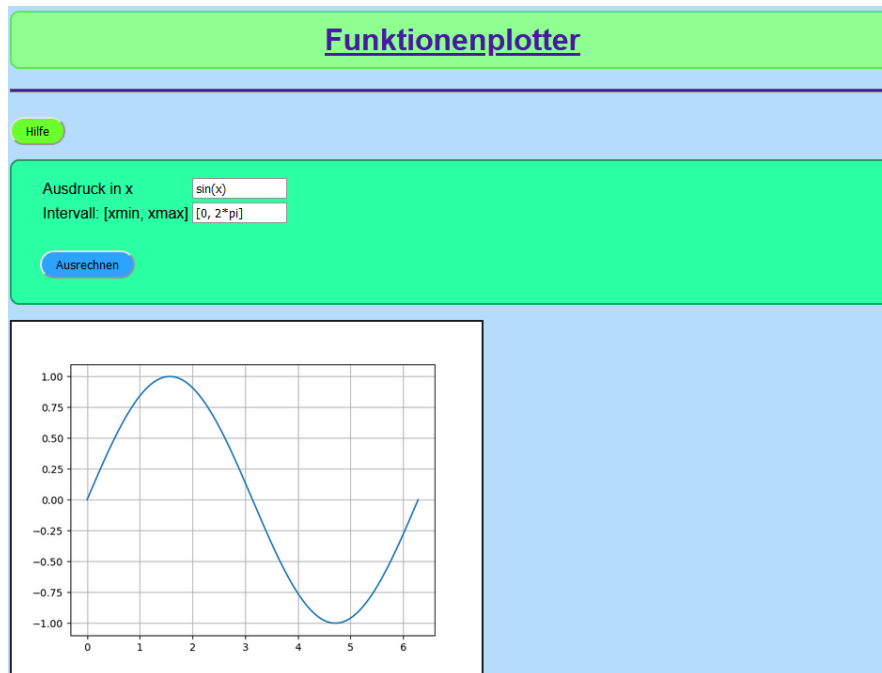 Funktionenplotter
Hilfe
Ausdruck in x sin(x)
Intervall: [xmin, xmax] [0, 2*pi]
Ausrechnen
1.00
0.75
0.50
0.25
0.00
−0.25
−0.50
−0.75
−1.00
0 1 2 3 4 5 6